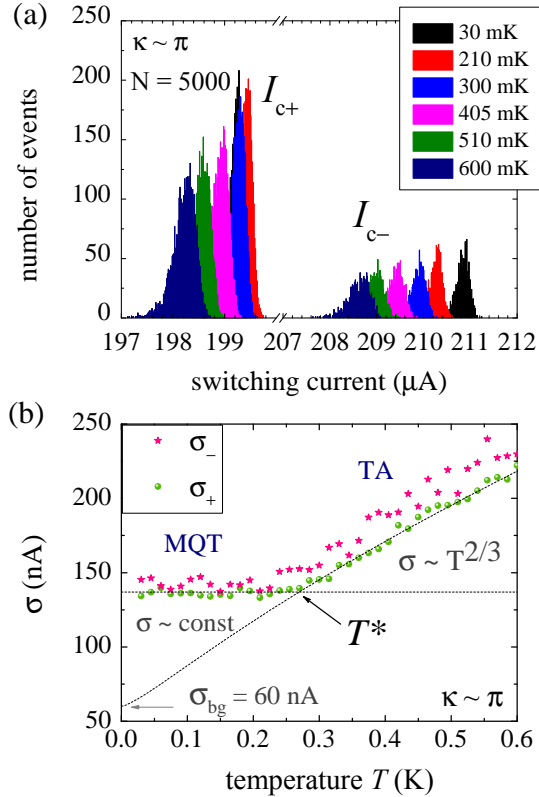 (a)
κ ~ π
N = 5000
I_c+
I_c−
30 mK
210 mK
300 mK
405 mK
510 mK
600 mK
number of events
250
200
150
100
50
0
197 198 199 207 208 209 210 211 212
switching current (μA)
(b)
σ_−
σ_+
MQT
TA
σ ~ T^{2/3}
σ ~ const
T*
σ_bg = 60 nA
κ ~ π
σ (nA)
250
200
150
100
50
0.0 0.1 0.2 0.3 0.4 0.5 0.6
temperature T (K)